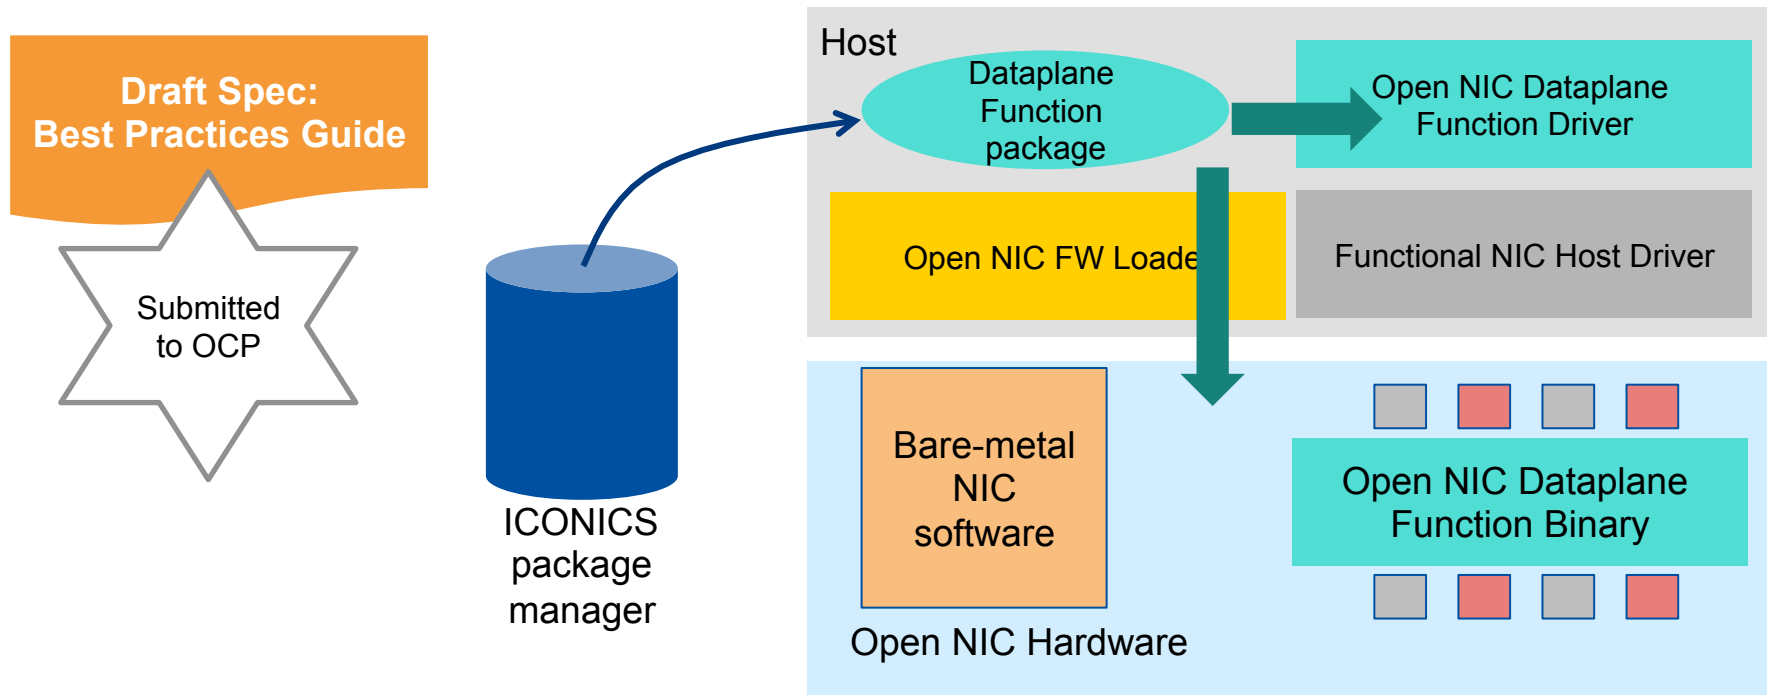 Draft Spec:
Best Practices Guide
Submitted
to OCP
ICONICS
package
manager
Host
Dataplane
Function
package
Open NIC Dataplane
Function Driver
Open NIC FW Loade
Functional NIC Host Driver
Bare-metal
NIC
software
Open NIC Dataplane
Function Binary
Open NIC Hardware